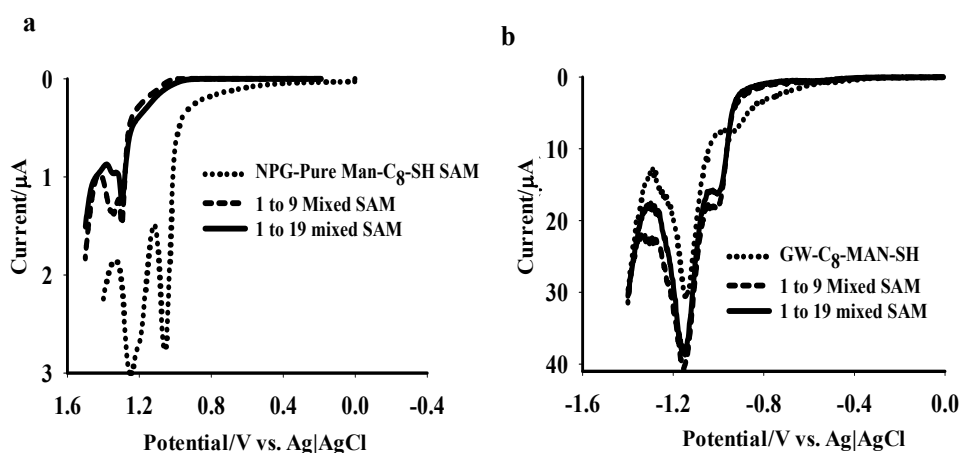 a
0
1
2
3
Current/µA
NPG-Pure Man-C8-SH SAM
1 to 9 Mixed SAM
1 to 19 mixed SAM
1.6
1.2
0.8
0.4
0.0
-0.4
Potential/V vs. Ag|AgCl
b
0
10
20
30
40
Current/µA
GW-C8-MAN-SH
1 to 9 Mixed SAM
1 to 19 mixed SAM
-1.6
-1.2
-0.8
-0.4
0.0
Potential/V vs. Ag|AgCl